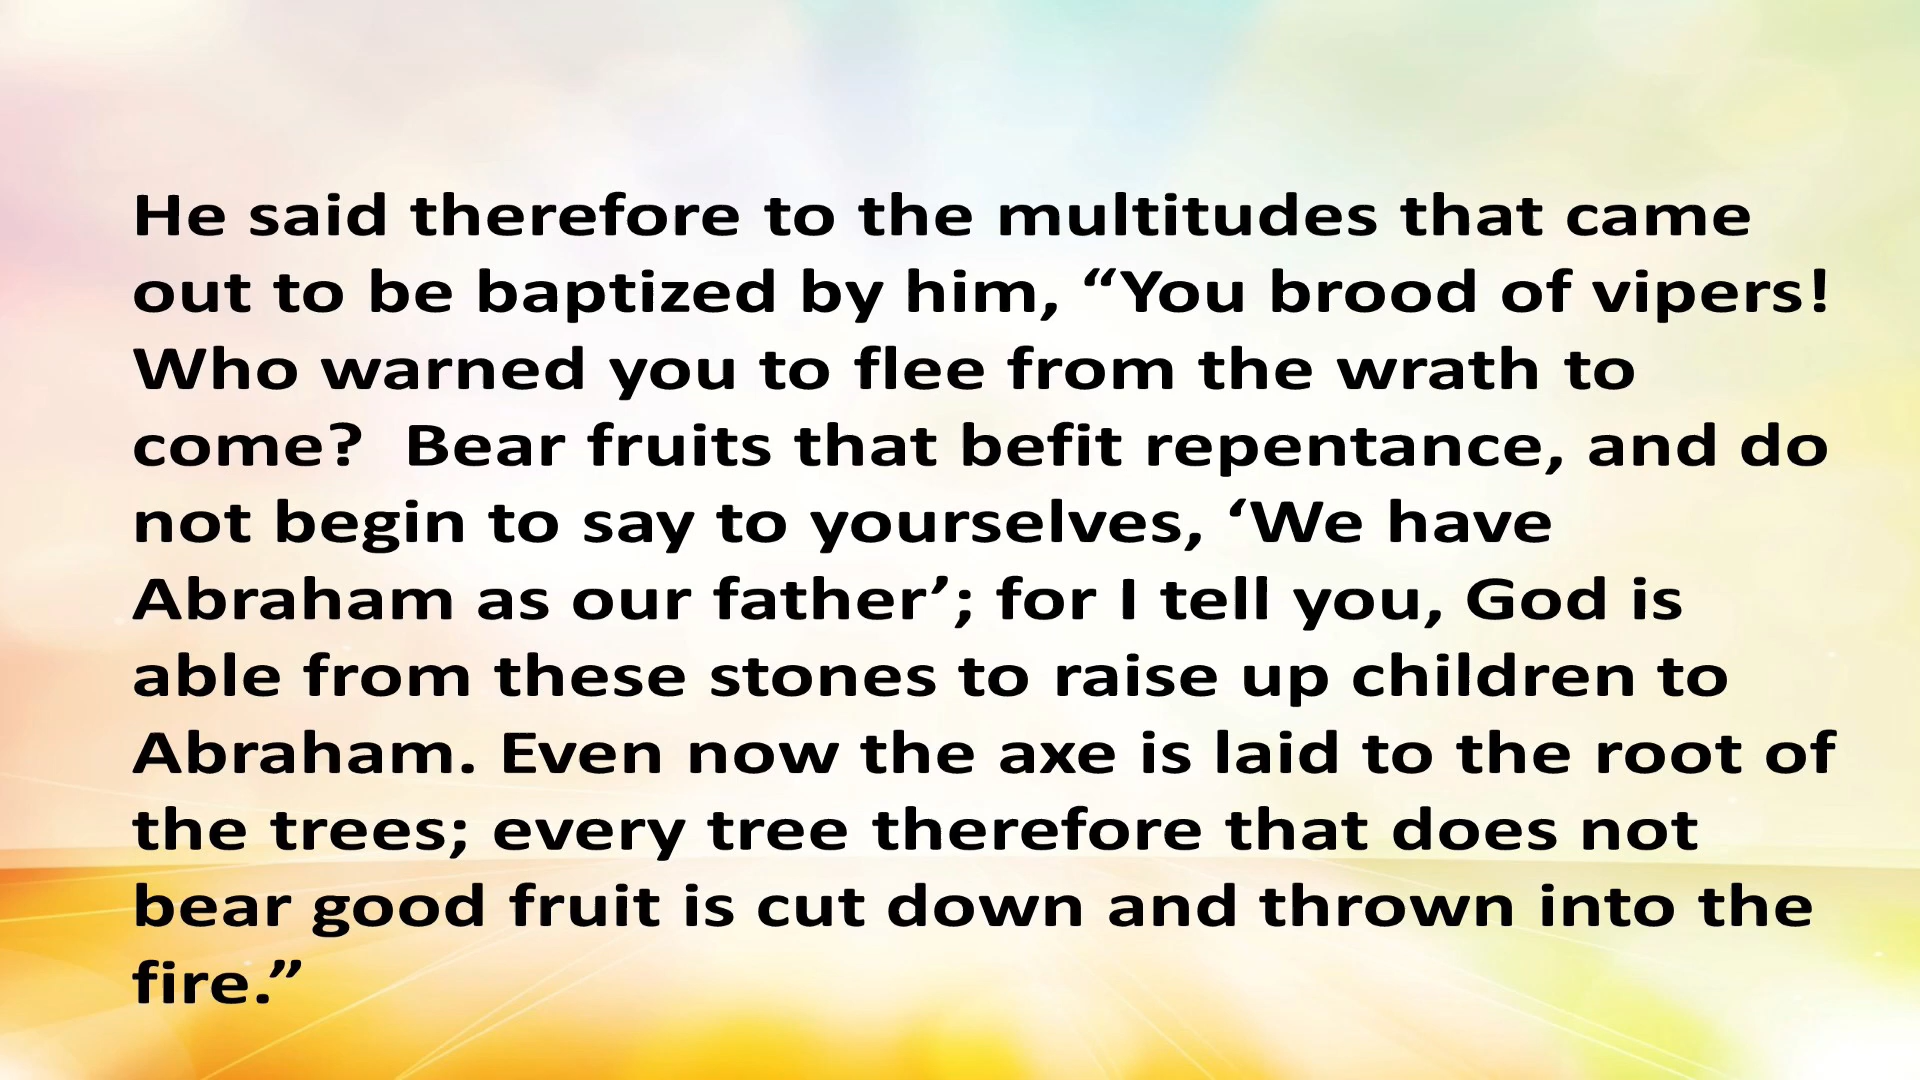 He said therefore to the multitudes that came
out to be baptized by him, “You brood of vipers!
Who warned you to flee from the wrath to
come?  Bear fruits that befit repentance, and do
not begin to say to yourselves, ‘We have
Abraham as our father’; for I tell you, God is
able from these stones to raise up children to
Abraham. Even now the axe is laid to the root of
the trees; every tree therefore that does not
bear good fruit is cut down and thrown into the
fire.”